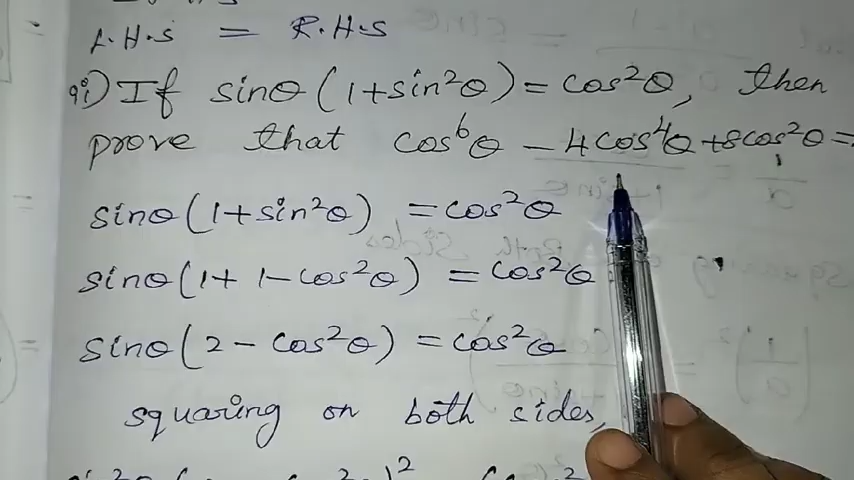 L.H.S = R.H.S
If sinθ(1+sin²θ) = cos²θ, then
prove that cos⁶θ - 4cos⁴θ + 8cos²θ =
sinθ(1+sin²θ) = cos²θ
sinθ(1+1-cos²θ) = cos²θ
sinθ(2-cos²θ) = cos²θ
squaring on both sides,